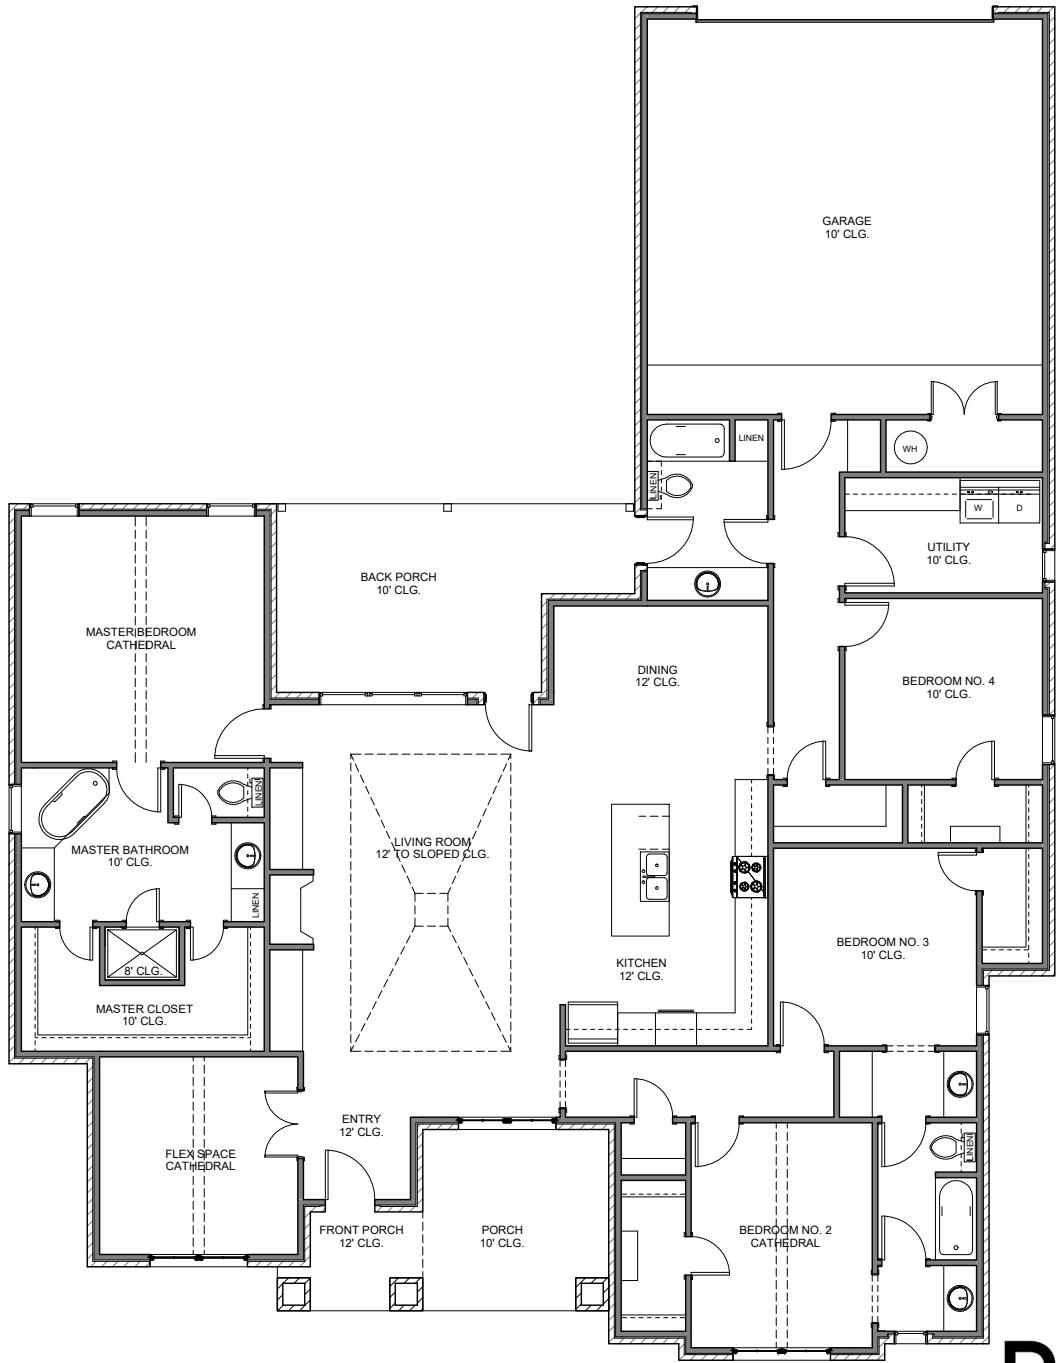 GARAGE
10' CLG.
LINEN
WH
LINEN
W
D
UTILITY
10' CLG.
BACK PORCH
10' CLG.
MASTER BEDROOM
CATHEDRAL
DINING
12' CLG.
BEDROOM NO. 4
10' CLG.
LINEN
MASTER BATHROOM
10' CLG.
LIVING ROOM
12' TO SLOPED CLG.
LINEN
BEDROOM NO. 3
10' CLG.
KITCHEN
12' CLG.
8' CLG.
MASTER CLOSET
10' CLG.
ENTRY
12' CLG.
FLEX SPACE
CATHEDRAL
LINEN
FRONT PORCH
12' CLG.
PORCH
10' CLG.
BEDROOM NO. 2
CATHEDRAL